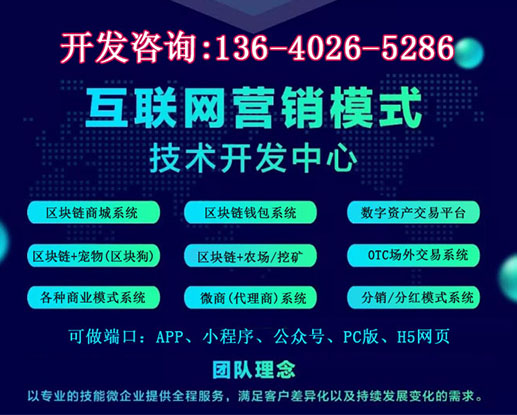 开发咨询:136-4026-5286
互联网营销模式
技术开发中心
区块链商城系统 区块链钱包系统 数字资产交易平台
区块链+宠物(区块狗) 区块链+农场/挖矿 OTC场外交易系统
各种商业模式系统 微商(代理商)系统 分销/分红模式系统
可做端口：APP、小程序、公众号、PC版、H5网页
团队理念
以专业的技能微企业提供全程服务，满足客户差异化以及持续发展变化的需求。